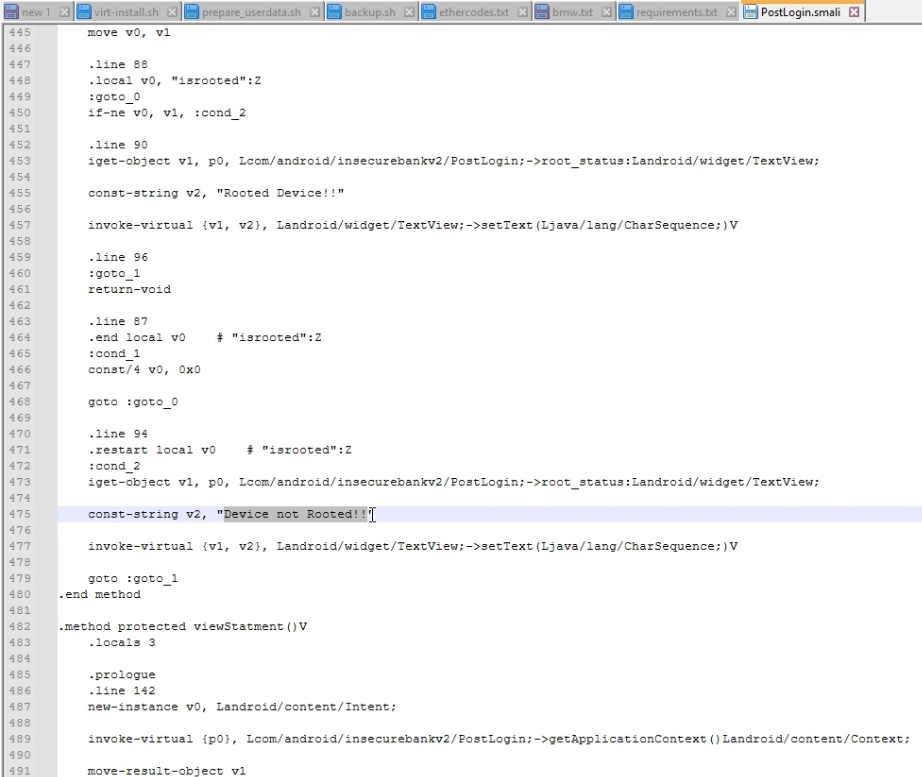 new 1 virt-install.sh prepare_userdata.sh backup.sh ethercodes.txt bmw.txt requirements.txt PostLogin.smali
445 move v0, v1
446
447 .line 88
448 .local v0, "isrooted":Z
449 :goto_0
450 if-ne v0, v1, :cond_2
451
452 .line 90
453 iget-object v1, p0, Lcom/android/insecurebankv2/PostLogin;->root_status:Landroid/widget/TextView;
454
455 const-string v2, "Rooted Device!!"
456
457 invoke-virtual {v1, v2}, Landroid/widget/TextView;->setText(Ljava/lang/CharSequence;)V
458
459 .line 96
460 :goto_1
461 return-void
462
463 .line 87
464 .end local v0 # "isrooted":Z
465 :cond_1
466 const/4 v0, 0x0
467
468 goto :goto_0
469
470 .line 94
471 .restart local v0 # "isrooted":Z
472 :cond_2
473 iget-object v1, p0, Lcom/android/insecurebankv2/PostLogin;->root_status:Landroid/widget/TextView;
474
475 const-string v2, "Device not Rooted!!"
476
477 invoke-virtual {v1, v2}, Landroid/widget/TextView;->setText(Ljava/lang/CharSequence;)V
478
479 goto :goto_1
480 .end method
481
482 .method protected viewStatment()V
483 .locals 3
484
485 .prologue
486 .line 142
487 new-instance v0, Landroid/content/Intent;
488
489 invoke-virtual {p0}, Lcom/android/insecurebankv2/PostLogin;->getApplicationContext()Landroid/content/Context;
490
491 move-result-object v1